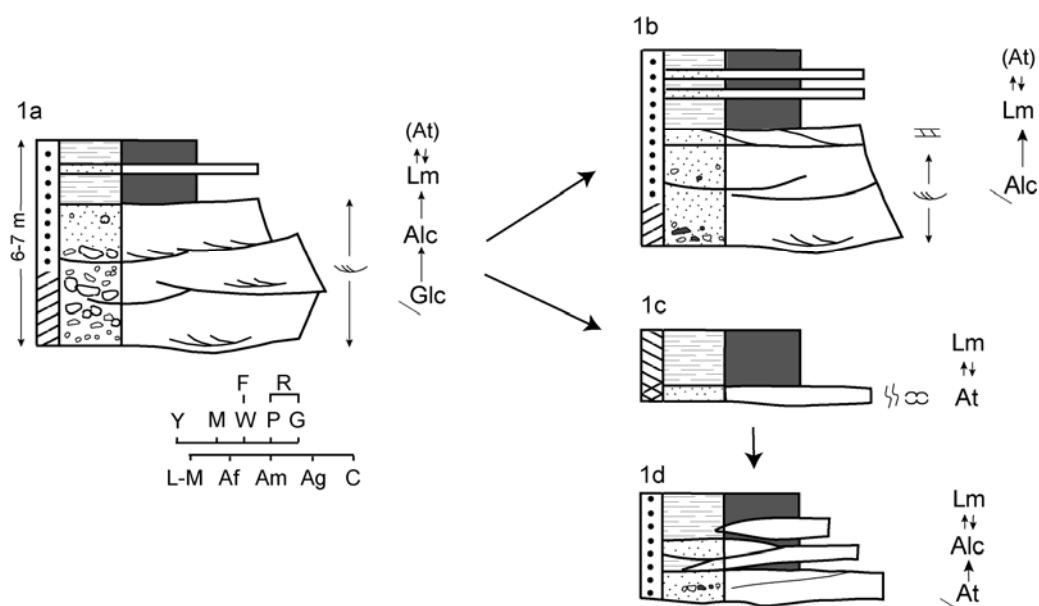 1a
6-7 m
(At)
Lm
Alc
Glc
F R
Y M W P G
L-M Af Am Ag C
1b
(At)
Lm
Alc
1c
Lm
At
1d
Lm
Alc
At